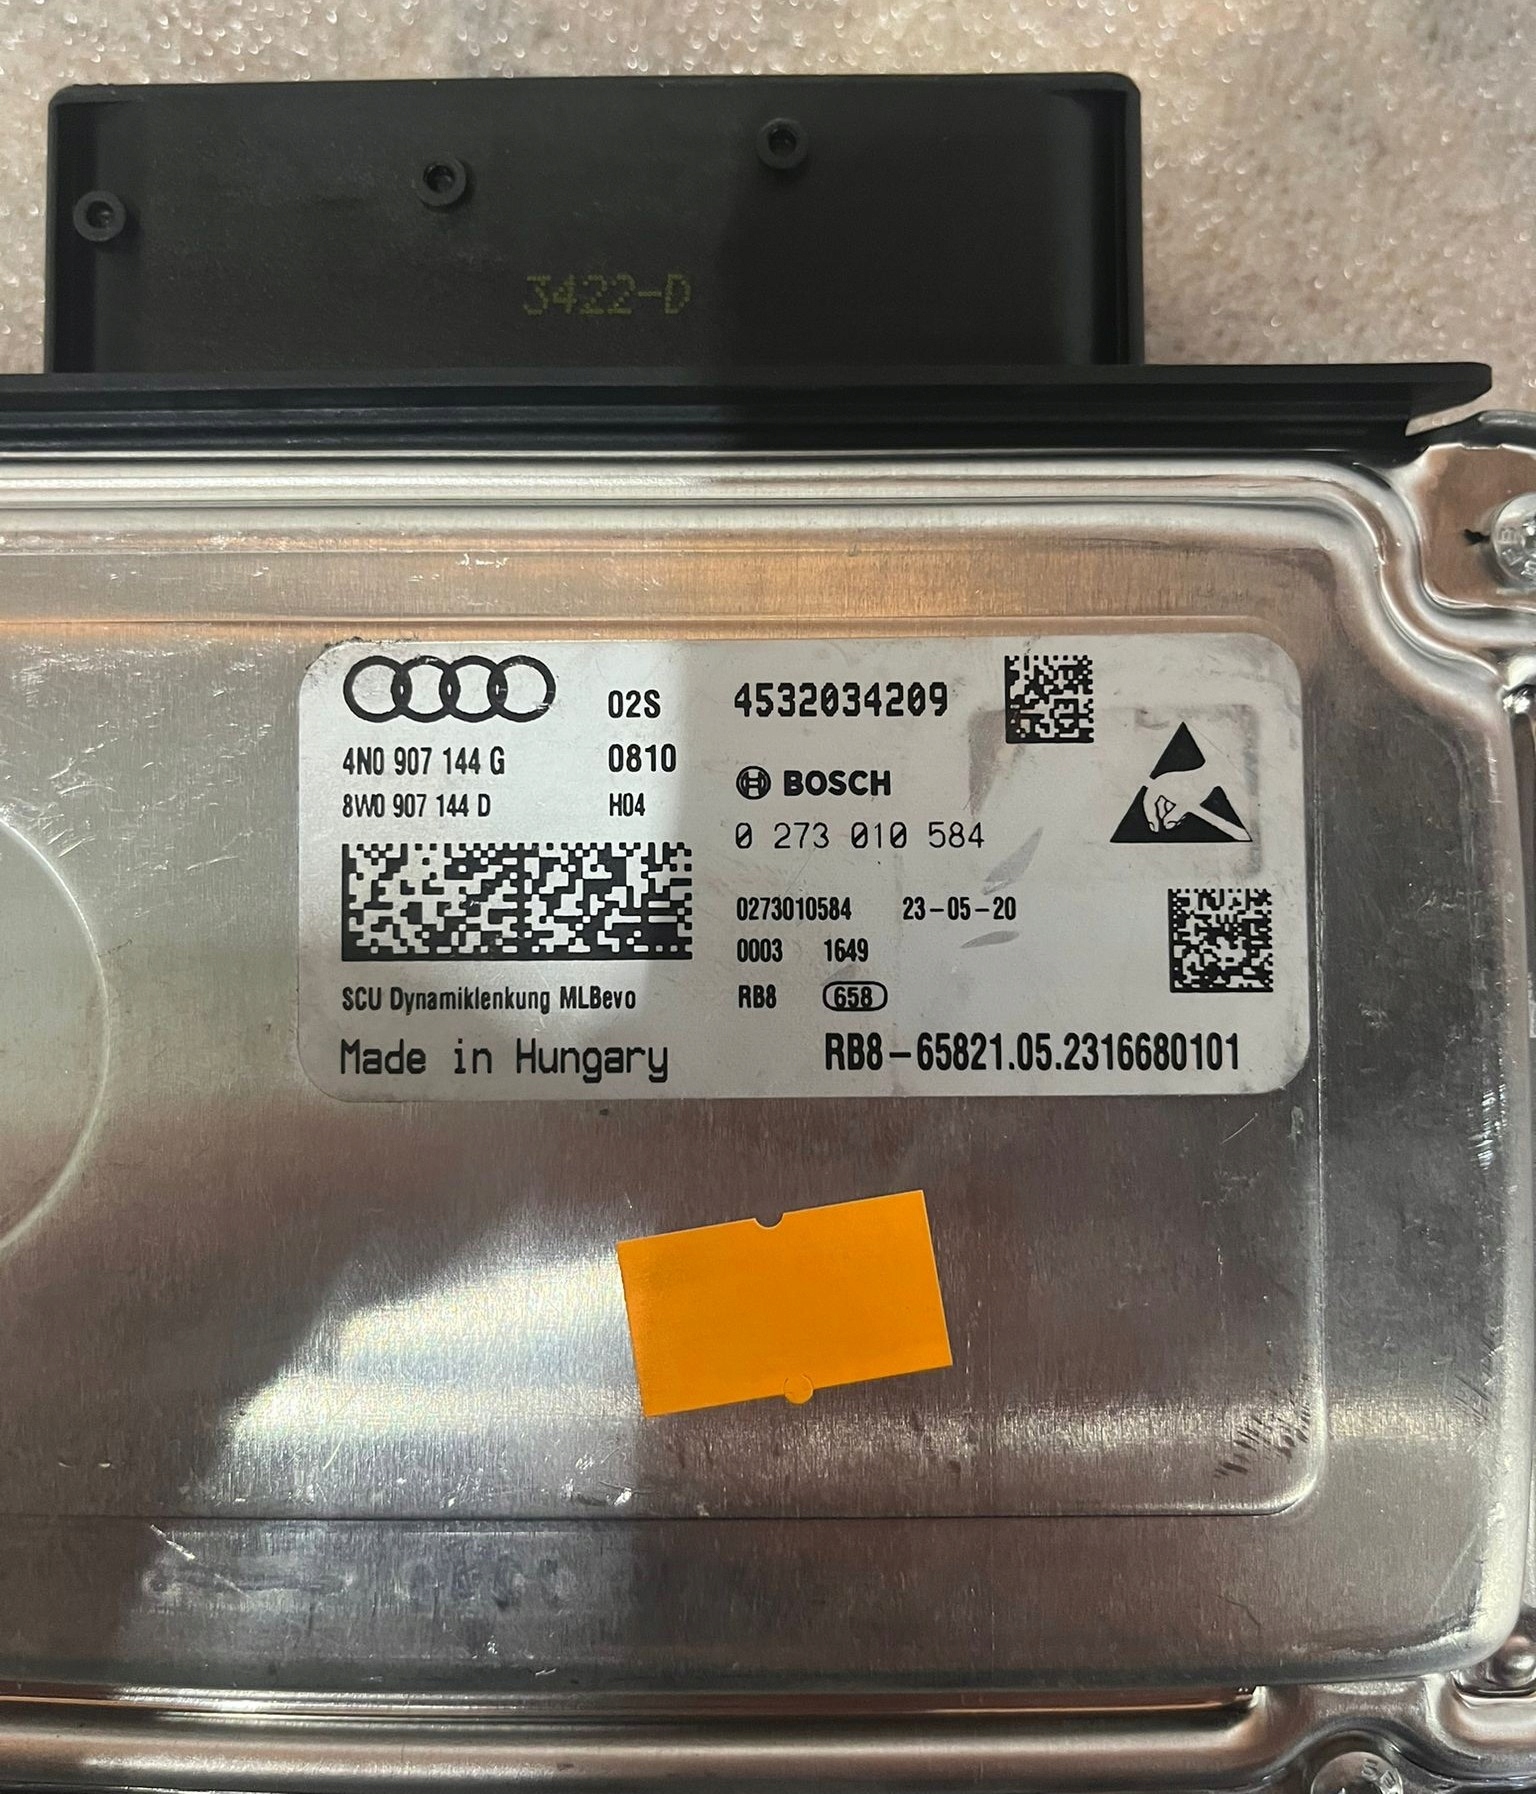 3422-D
02S 4532034209
4N0 907 144 G 0810
8W0 907 144 D H04
BOSCH
0 273 010 584
0273010584 23-05-20
0003 1649
RB8 658
SCU Dynamiklenkung MLBevo
Made in Hungary
RB8-65821.05.2316680101